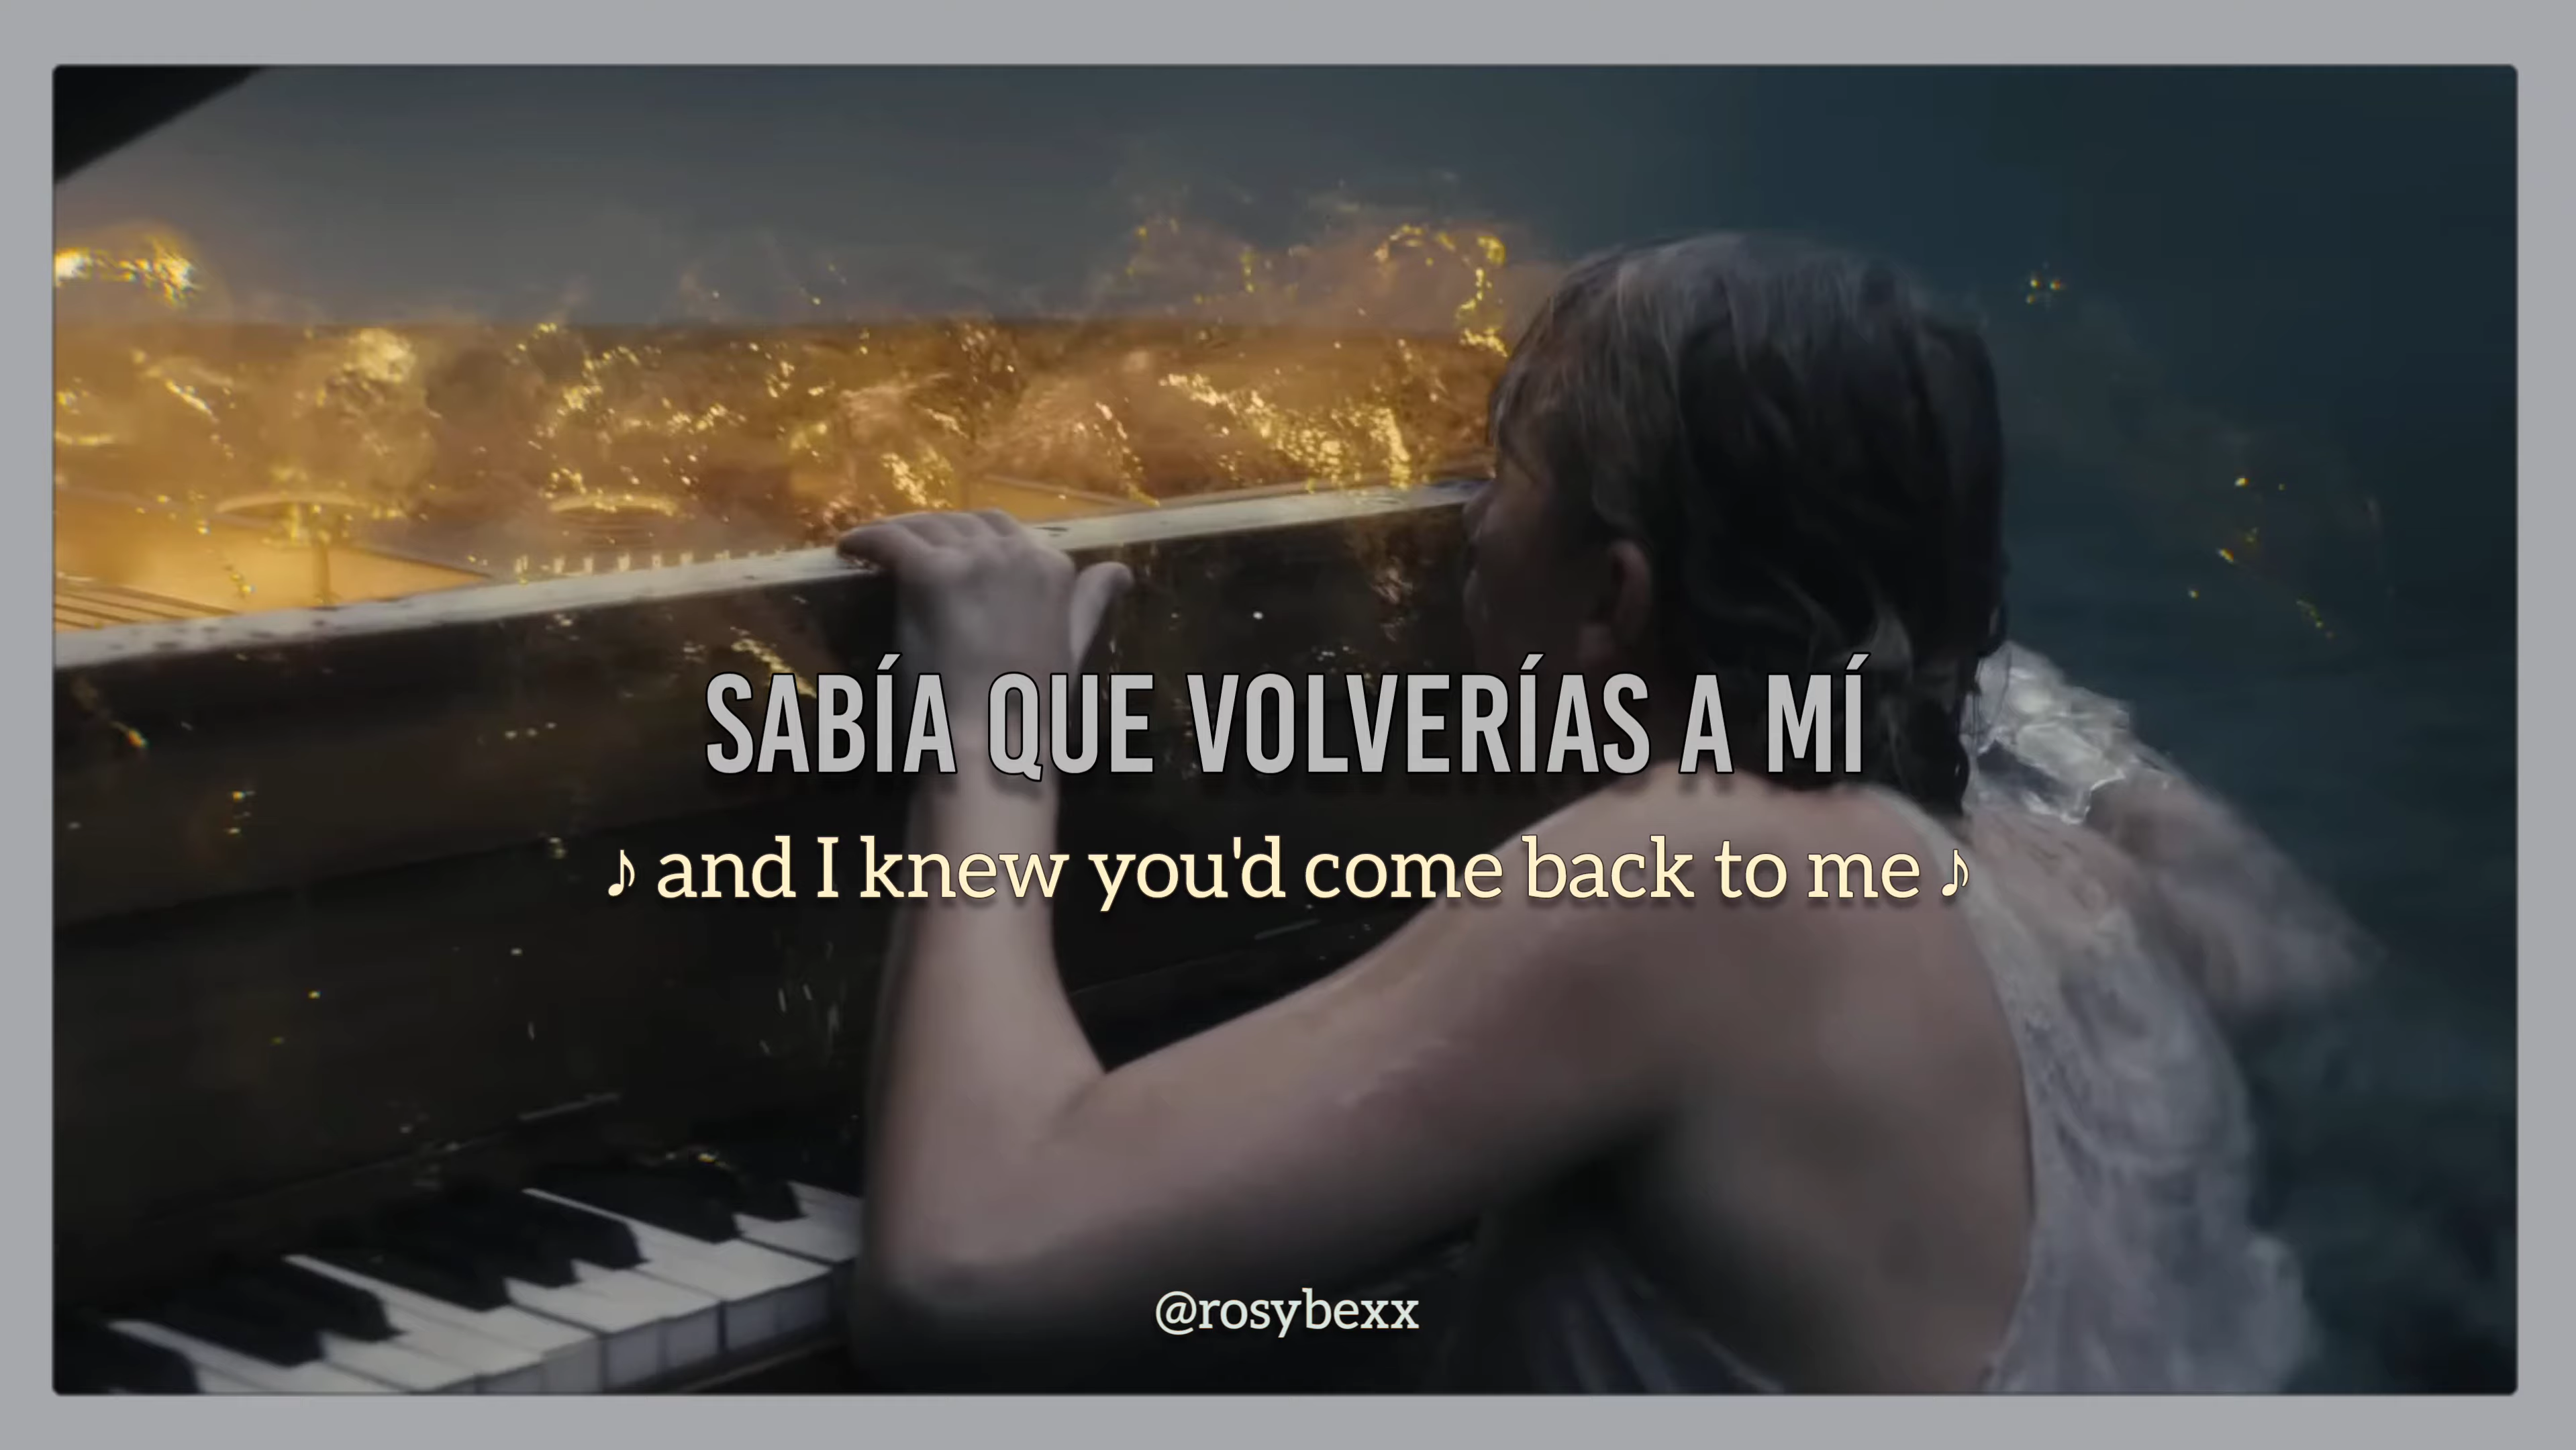 SABÍA QUE VOLVERÍAS A MÍ
♪ and I knew you'd come back to me ♪
@rosybexx